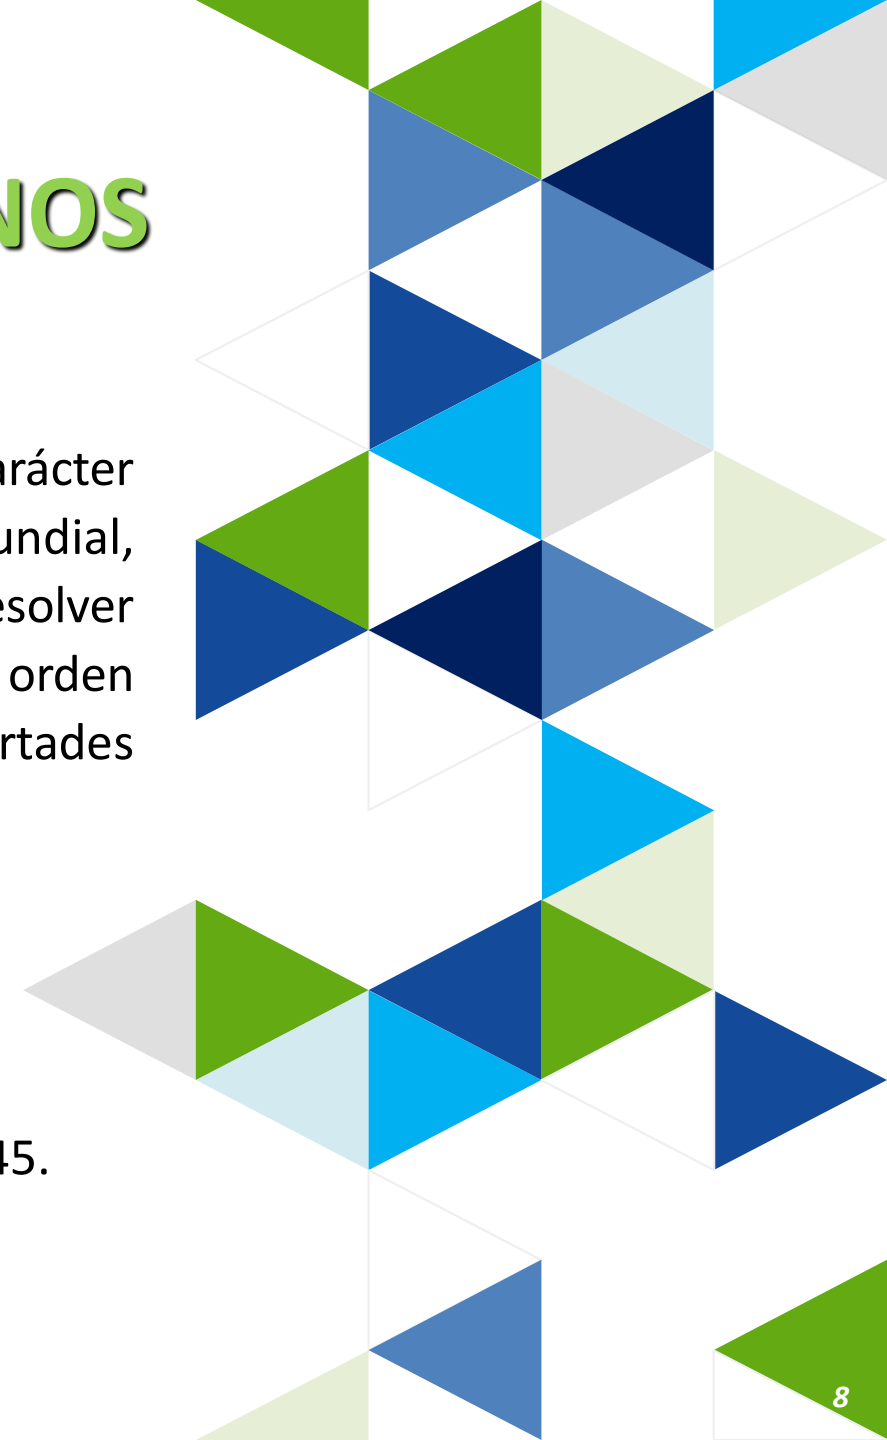 NOS
arácter
undial,
esolver
orden
rtades
45.
8